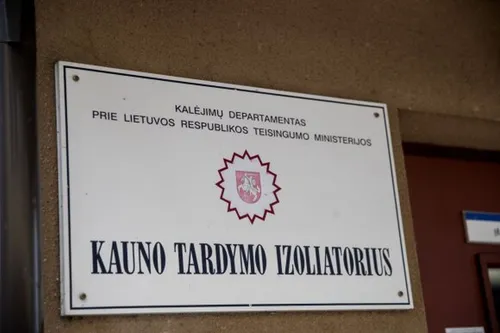 KALĖJIMŲ DEPARTAMENTAS
PRIE LIETUVOS RESPUBLIKOS TEISINGUMO MINISTERIJOS
KAUNO TARDYMO IZOLIATORIUS